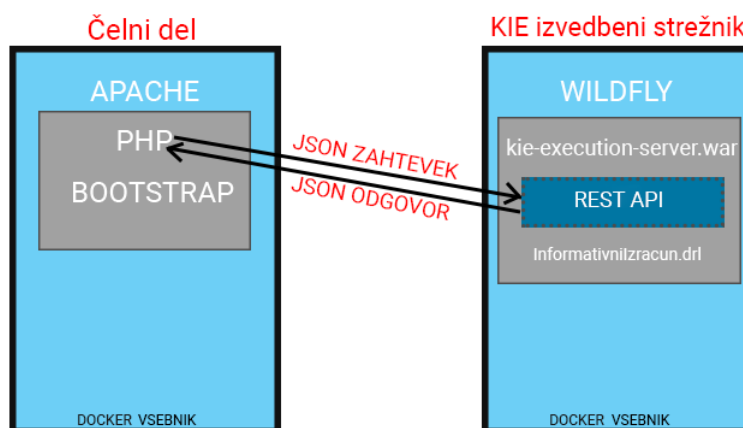 Čelni del
APACHE
PHP
BOOTSTRAP
DOCKER VSEBNIK
JSON ZAHTEVEK
JSON ODGOVOR
KIE izvedbeni strežnik
WILDFLY
kie-execution-server.war
REST API
InformativniIzracun.drl
DOCKER VSEBNIK